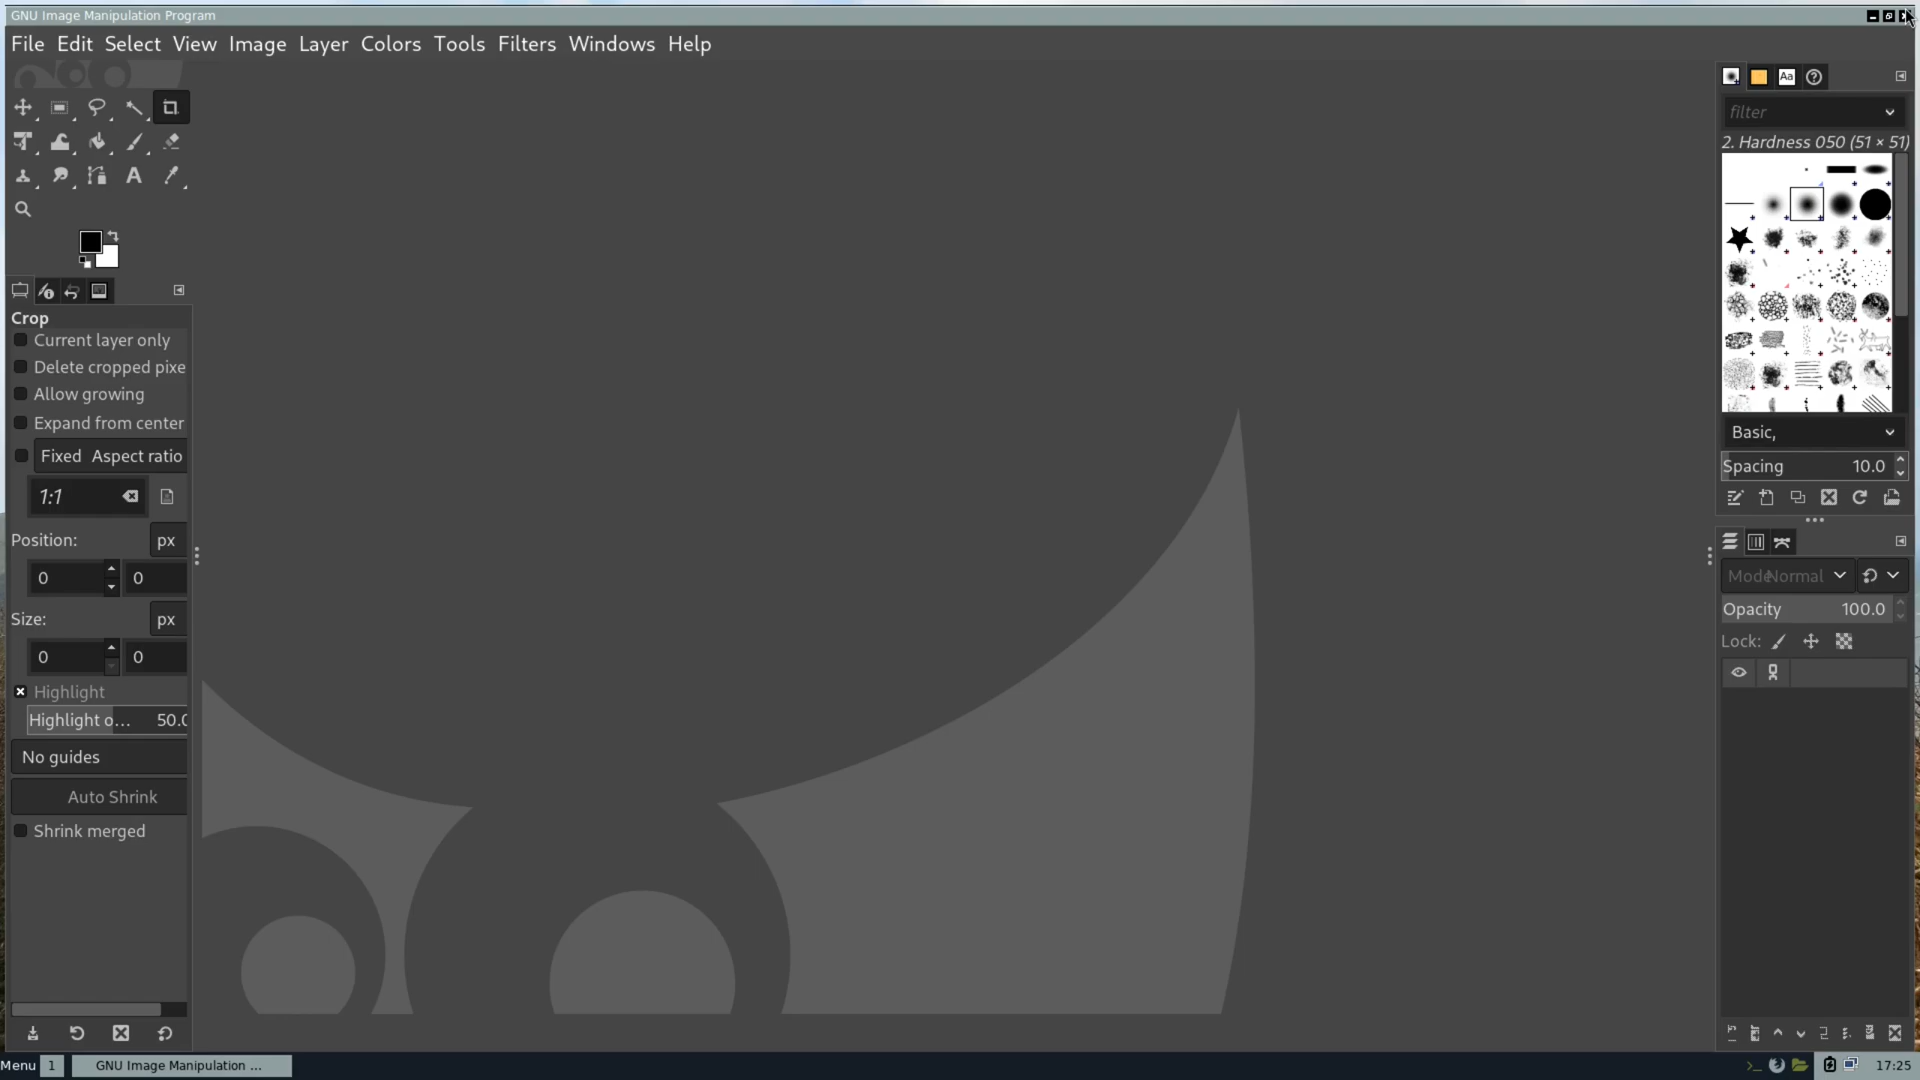 GNU Image Manipulation Program
File Edit Select View Image Layer Colors Tools Filters Windows Help
filter
2. Hardness 050 (51 × 51)
Basic,
Spacing 10.0
Mode Normal
Opacity 100.0
Lock:
Crop
Current layer only
Delete cropped pixe
Allow growing
Expand from center
Fixed Aspect ratio
1:1
Position: px
0 0
Size: px
0 0
Highlight
Highlight o... 50.0
No guides
Auto Shrink
Shrink merged
Menu 1 GNU Image Manipulation ... 17:25